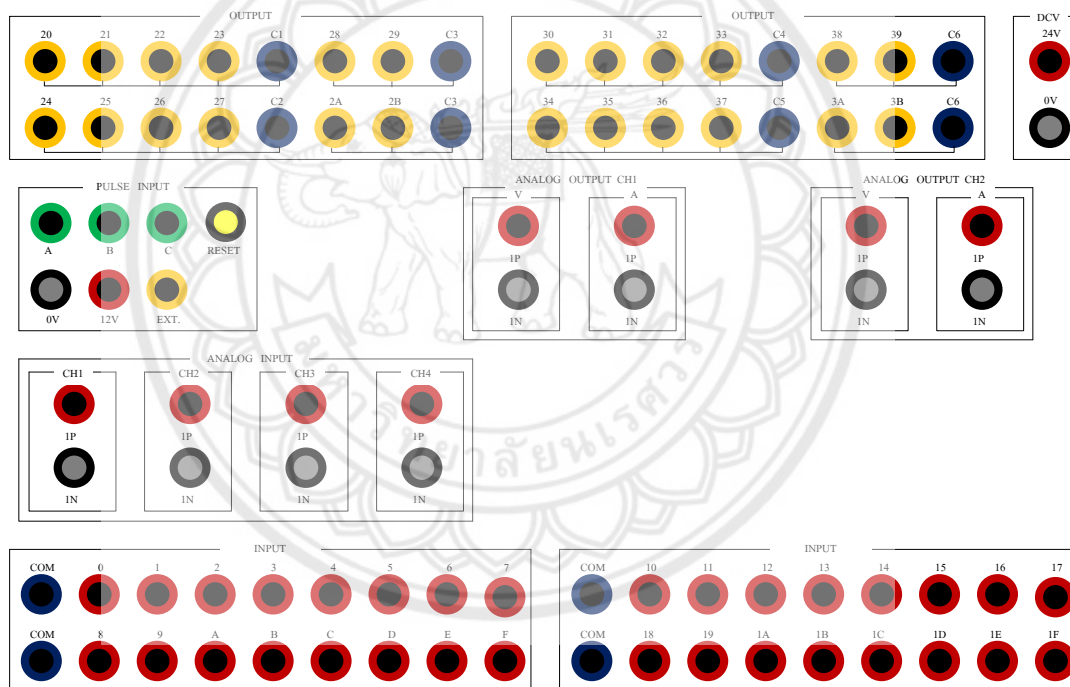 OUTPUT OUTPUT DCV
20 21 22 23 C1 28 29 C3 30 31 32 33 C4 38 39 C6 24V
24 25 26 27 C2 2A 2B C3 34 35 36 37 C5 3A 3B C6 0V
PULSE INPUT ANALOG OUTPUT CH1 ANALOG OUTPUT CH2
V A V A
A B C RESET
1P 1P 1P 1P
0V 12V EXT.
1N 1N 1N 1N
ANALOG INPUT
CH1 CH2 CH3 CH4
1P 1P 1P 1P
1N 1N 1N 1N
INPUT INPUT
COM 0 1 2 3 4 5 6 7 COM 10 11 12 13 14 15 16 17
COM 8 9 A B C D E F COM 18 19 1A 1B 1C 1D 1E 1F